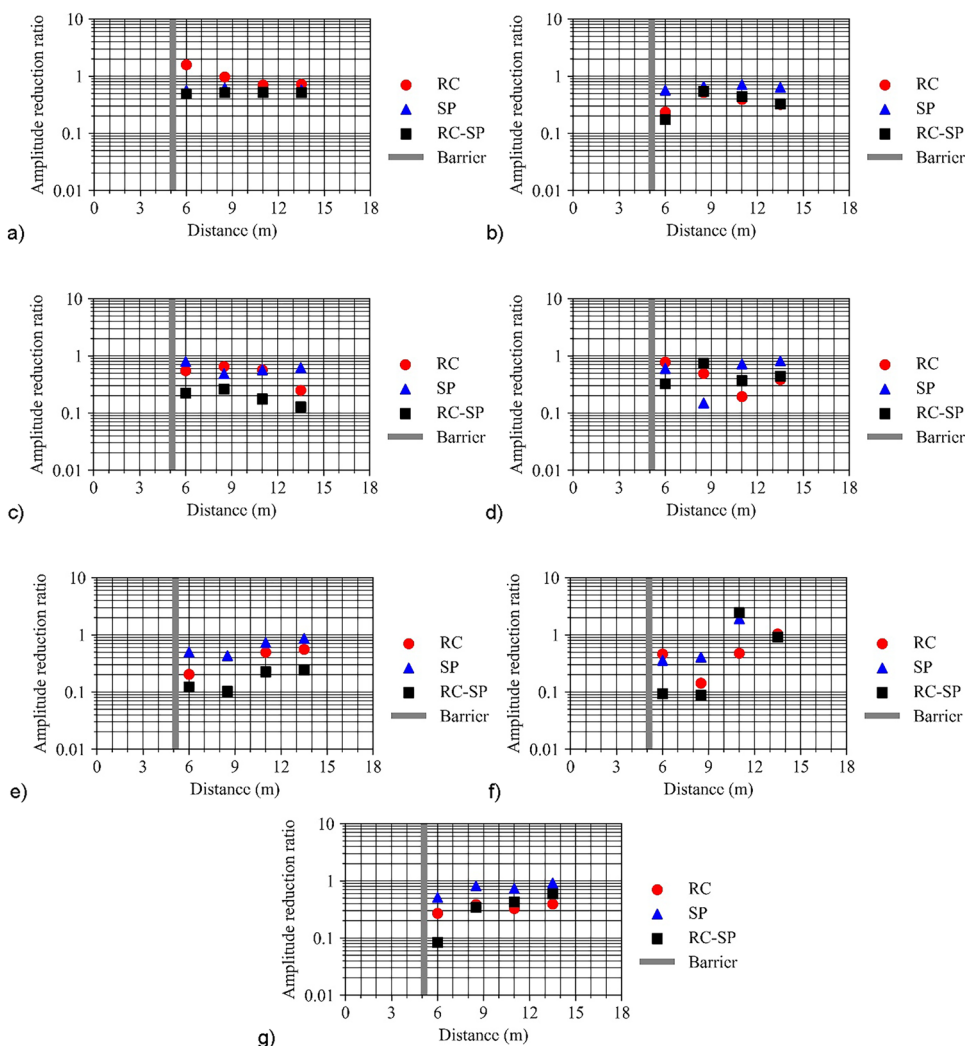 10
1
0.1
0.01
0 3 6 9 12 15 18
Distance (m)
Amplitude reduction ratio
RC
SP
RC-SP
Barrier
a)
10
1
0.1
0.01
0 3 6 9 12 15 18
Distance (m)
Amplitude reduction ratio
RC
SP
RC-SP
Barrier
b)
10
1
0.1
0.01
0 3 6 9 12 15 18
Distance (m)
Amplitude reduction ratio
RC
SP
RC-SP
Barrier
c)
10
1
0.1
0.01
0 3 6 9 12 15 18
Distance (m)
Amplitude reduction ratio
RC
SP
RC-SP
Barrier
d)
10
1
0.1
0.01
0 3 6 9 12 15 18
Distance (m)
Amplitude reduction ratio
RC
SP
RC-SP
Barrier
e)
10
1
0.1
0.01
0 3 6 9 12 15 18
Distance (m)
Amplitude reduction ratio
RC
SP
RC-SP
Barrier
f)
10
1
0.1
0.01
0 3 6 9 12 15 18
Distance (m)
Amplitude reduction ratio
RC
SP
RC-SP
Barrier
g)